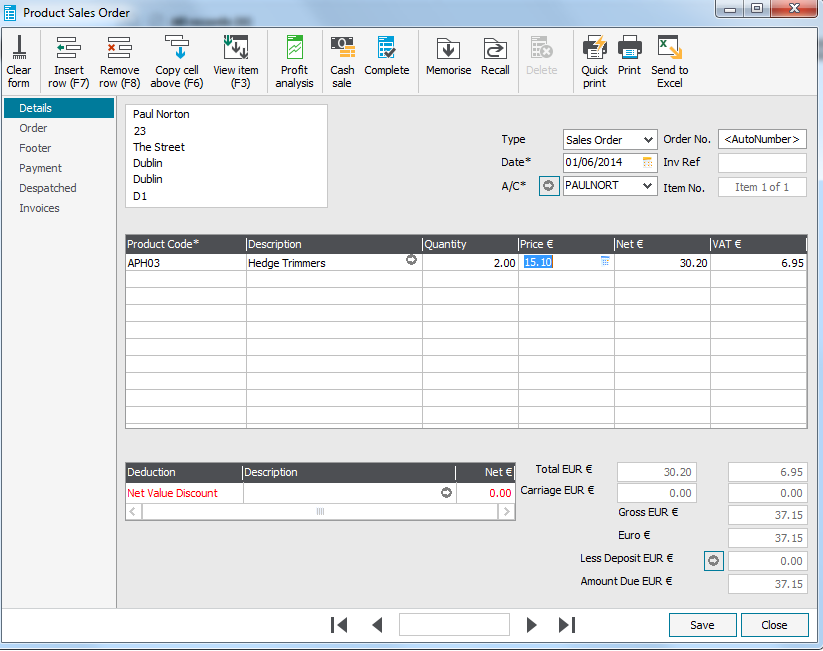 Product Sales Order
Clear form
Insert row (F7)
Remove row (F8)
Copy cell above (F6)
View item (F3)
Profit analysis
Cash sale
Complete
Memorise
Recall
Delete
Quick print
Print
Send to Excel
Details
Order
Footer
Payment
Despatched
Invoices
Paul Norton
23
The Street
Dublin
Dublin
D1
Type Sales Order Order No. <AutoNumber>
Date* 01/06/2014 Inv Ref
A/C* PAULNORT Item No. Item 1 of 1
Product Code* Description Quantity Price € Net € VAT €
APH03 Hedge Trimmers 2.00 15.10 30.20 6.95
Deduction Description Net €
Net Value Discount 0.00
Total EUR € 30.20 6.95
Carriage EUR € 0.00 0.00
Gross EUR € 37.15
Euro € 37.15
Less Deposit EUR € 0.00
Amount Due EUR € 37.15
Save Close